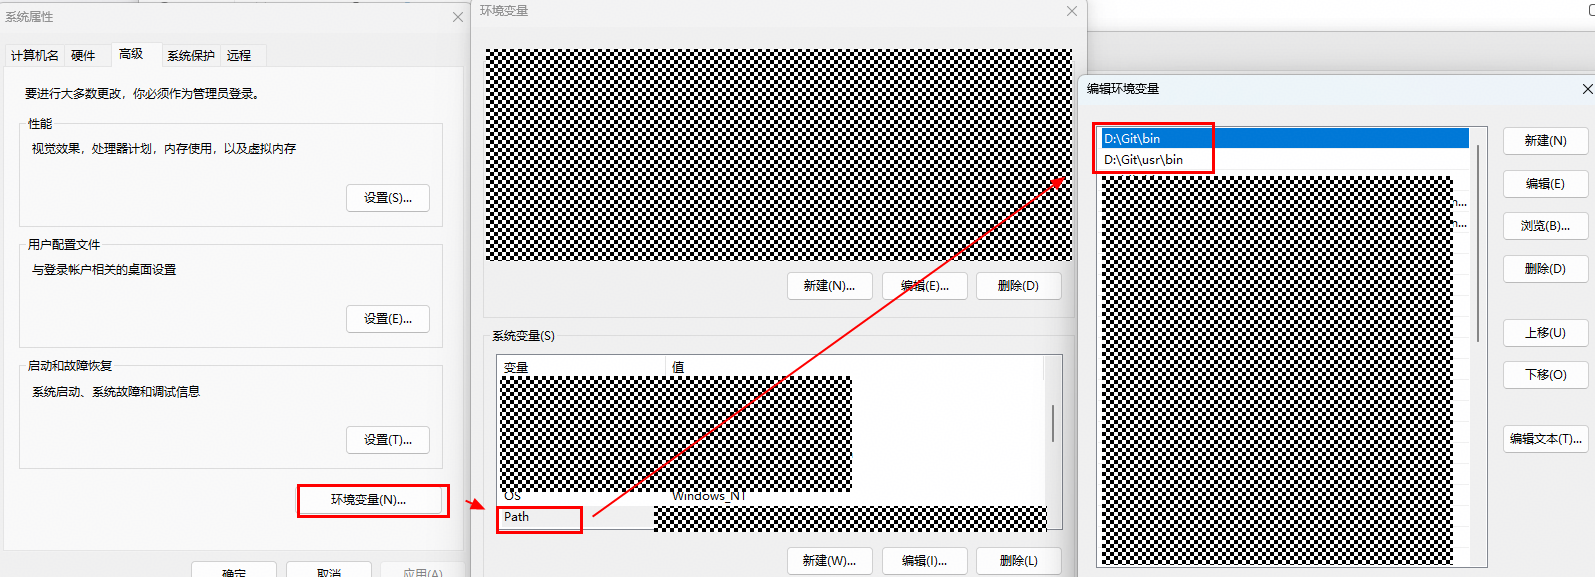 系统属性
计算机名
硬件
高级
系统保护
远程
要进行大多数更改，你必须作为管理员登录。
性能
视觉效果，处理器计划，内存使用，以及虚拟内存
设置(S)...
用户配置文件
与登录帐户相关的桌面设置
设置(E)...
启动和故障恢复
系统启动、系统故障和调试信息
设置(T)...
环境变量(N)...
确定
取消
应用(A)
环境变量
新建(N)...
编辑(E)...
删除(D)
系统变量(S)
变量
值
OS
Windows_NT
Path
新建(W)...
编辑(I)...
删除(L)
编辑环境变量
D:\Git\bin
D:\Git\usr\bin
新建(N)
编辑(E)
浏览(B)...
删除(D)
上移(U)
下移(O)
编辑文本(T)...